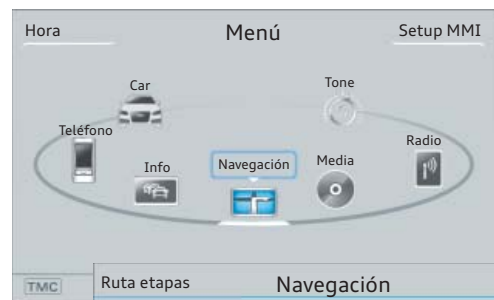 Hora Menú Setup MMI
Car Tone
Teléfono Radio
Info Navegación Media
TMC Ruta etapas Navegación